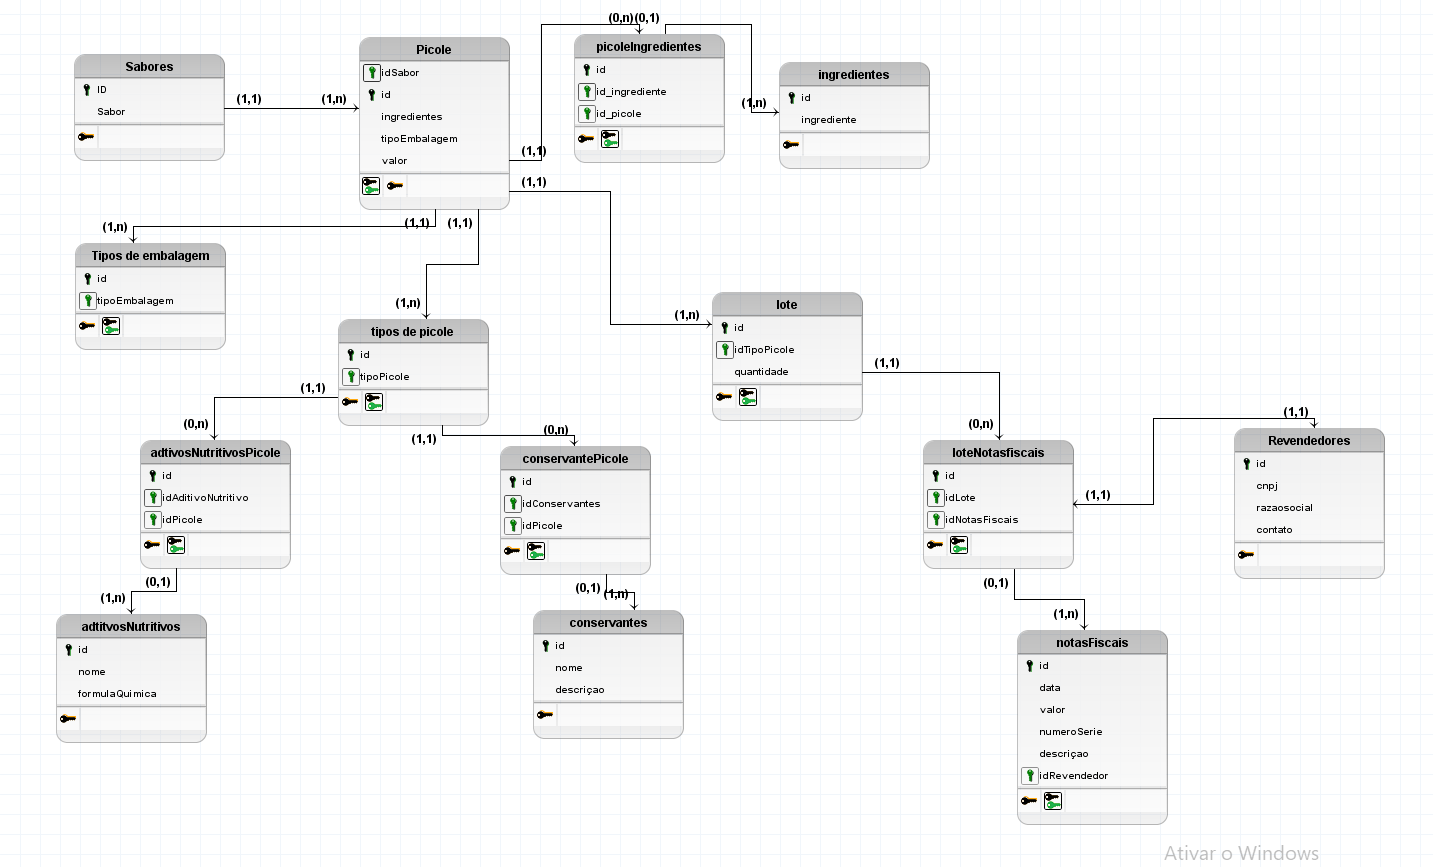 Sabores
ID
Sabor
(1,1)
(1,n)
Picole
idSabor
id
ingredientes
tipoEmbalagem
valor
(0,n)
(0,1)
(1,1)
picoleIngredientes
id
id_ingrediente
id_picole
(1,n)
ingredientes
id
ingrediente
(1,1)
(1,n)
(1,1)
(1,1)
Tipos de embalagem
id
tipoEmbalagem
(1,n)
tipos de picole
id
tipoPicole
(1,n)
lote
id
idTipoPicole
quantidade
(1,1)
(0,n)
(1,1)
(0,n)
(1,1)
(0,n)
adtivosNutritivosPicole
id
idAditivoNutritivo
idPicole
conservantePicole
id
idConservantes
idPicole
loteNotasfiscais
id
idLote
idNotasFiscais
(1,1)
(1,1)
Revendedores
id
cnpj
razaosocial
contato
(0,1)
(1,n)
adtitvosNutritivos
id
nome
formulaQuimica
(0,1)
(1,n)
conservantes
id
nome
descriçao
(0,1)
(1,n)
notasFiscais
id
data
valor
numeroSerie
descriçao
idRevendedor
Ativar o Windows